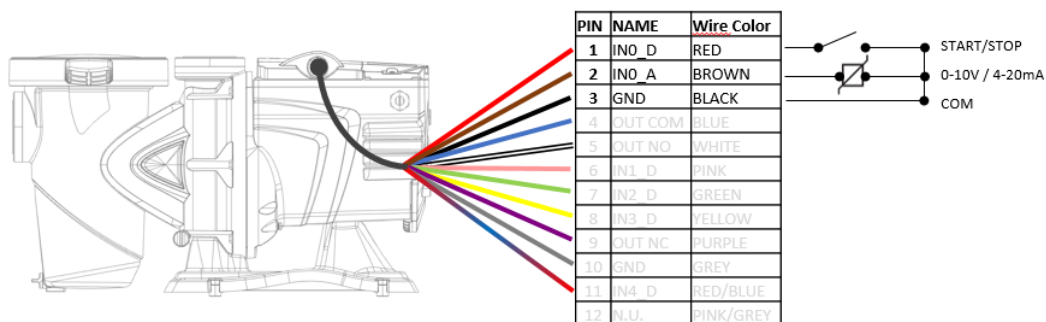 PIN NAME Wire Color
1 IN0_D RED
2 IN0_A BROWN
3 GND BLACK
4 OUT COM BLUE
5 OUT NO WHITE
6 IN1_D PINK
7 IN2_D GREEN
8 IN3_D YELLOW
9 OUT NC PURPLE
10 GND GREY
11 IN4_D RED/BLUE
12 N.U. PINK/GREY
START/STOP
0-10V / 4-20mA
COM